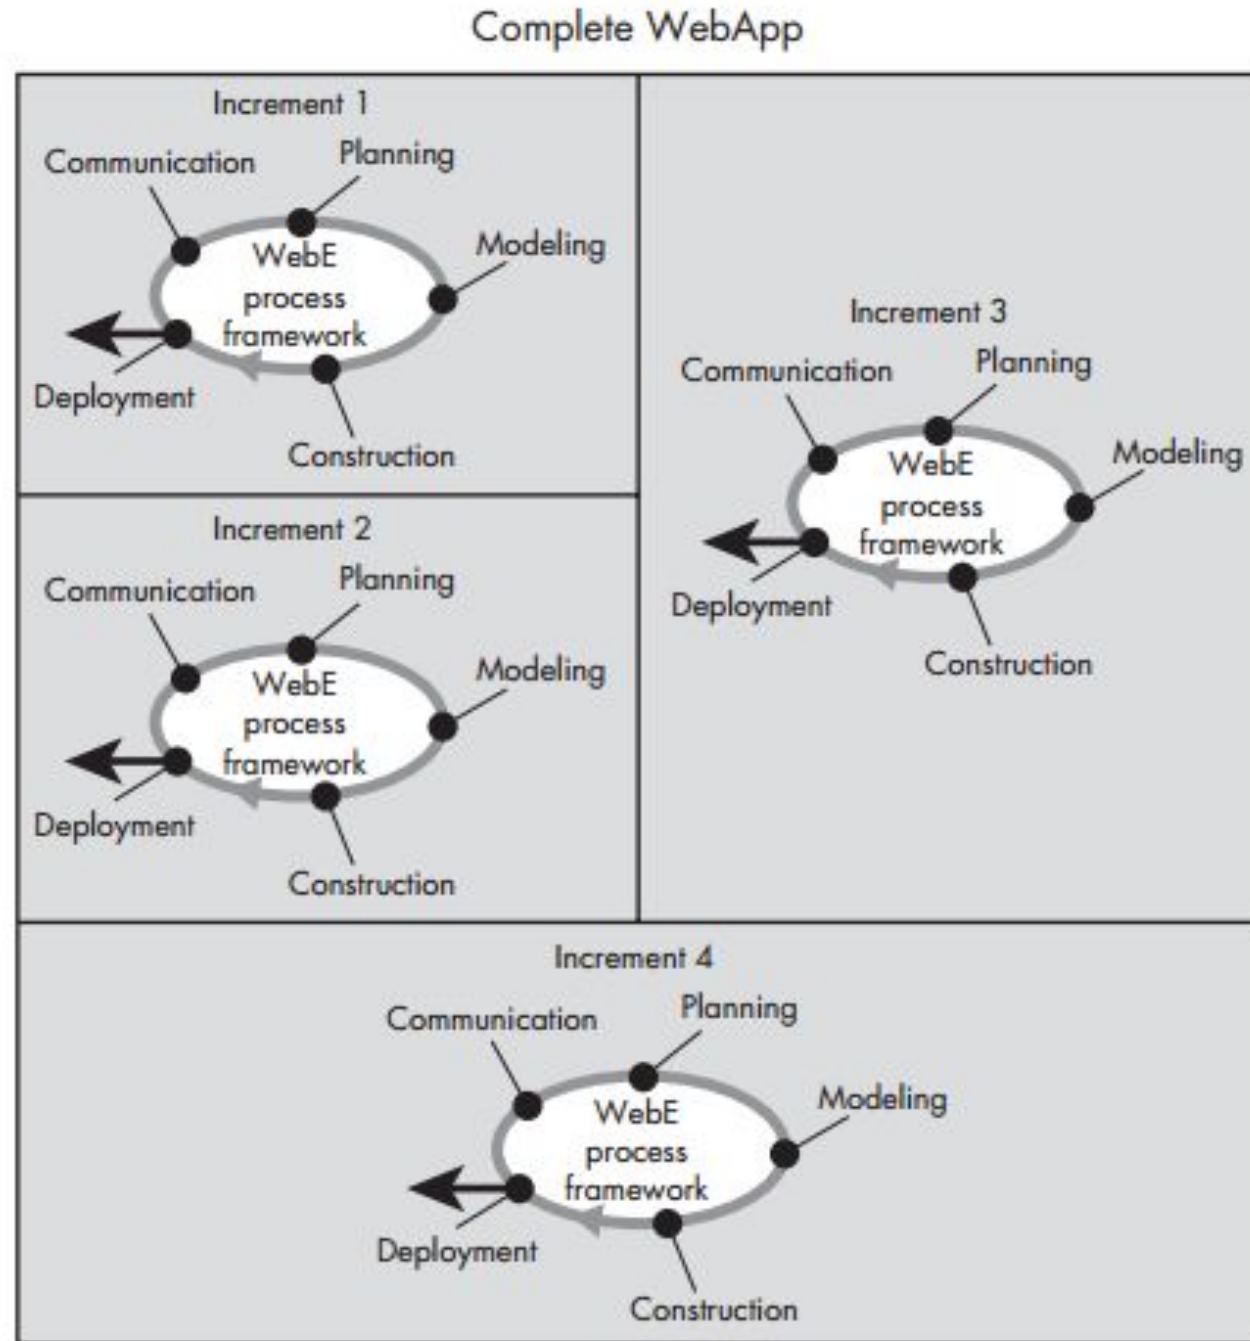 Complete WebApp
Increment 1
Communication
Planning
Modeling
WebE
process
framework
Deployment
Construction
Increment 2
Communication
Planning
Modeling
WebE
process
framework
Deployment
Construction
Increment 3
Communication
Planning
Modeling
WebE
process
framework
Deployment
Construction
Increment 4
Communication
Planning
Modeling
WebE
process
framework
Deployment
Construction